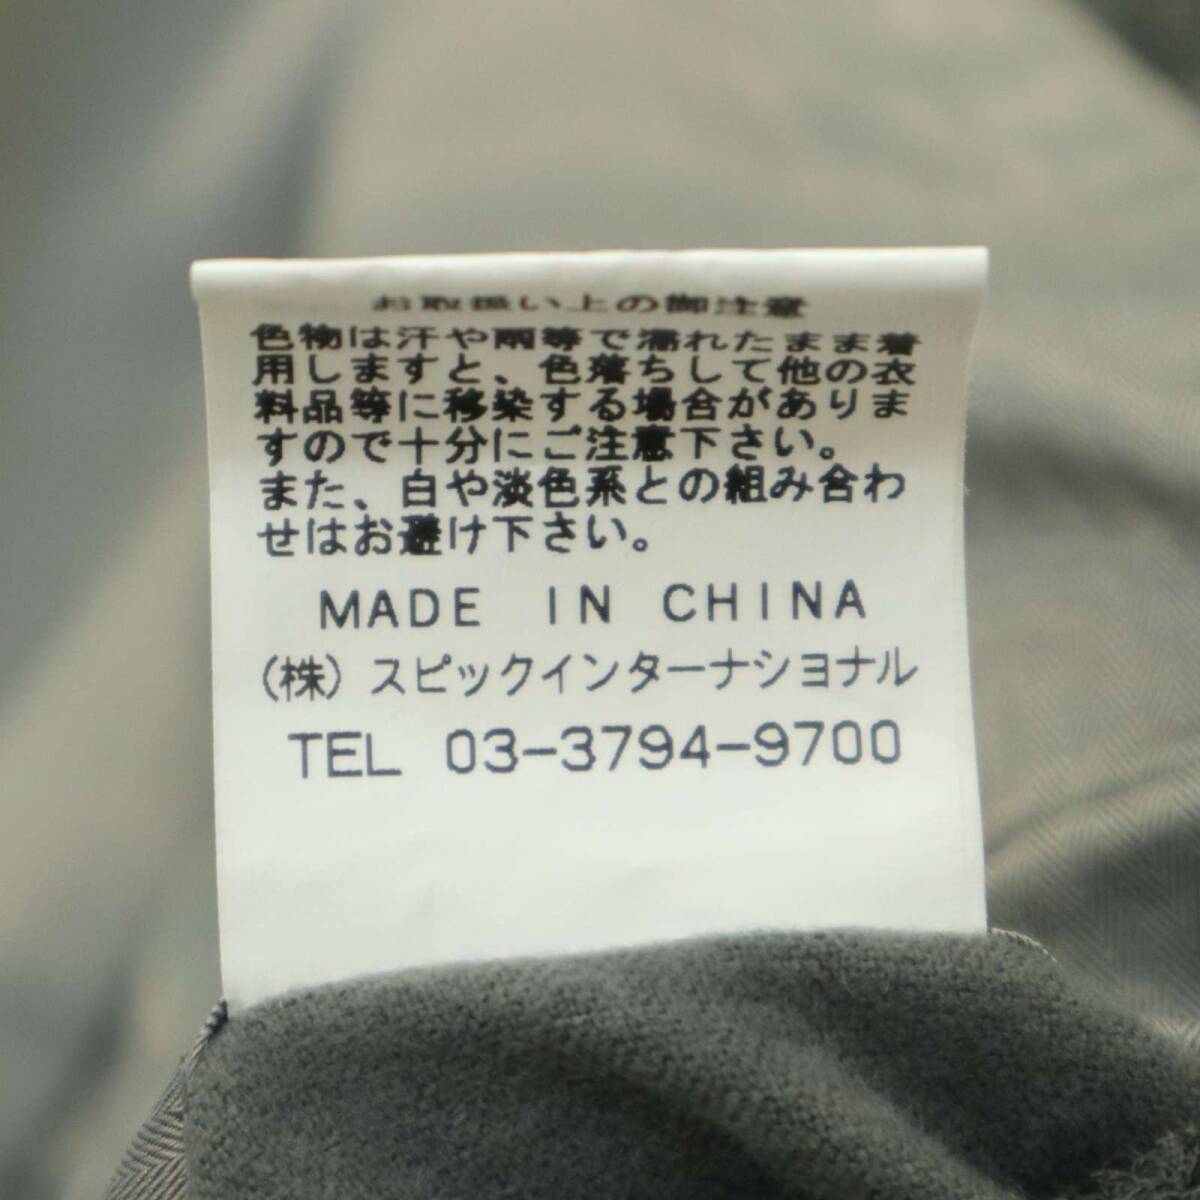 お取扱い上の御注意
色物は汗や雨等で濡れたまま着
用しますと、色落ちして他の衣
料品等に移染する場合がありま
すので十分にご注意下さい。
また、白や淡色系との組み合わ
せはお避け下さい。
MADE IN CHINA
(株) スピックインターナショナル
TEL 03-3794-9700